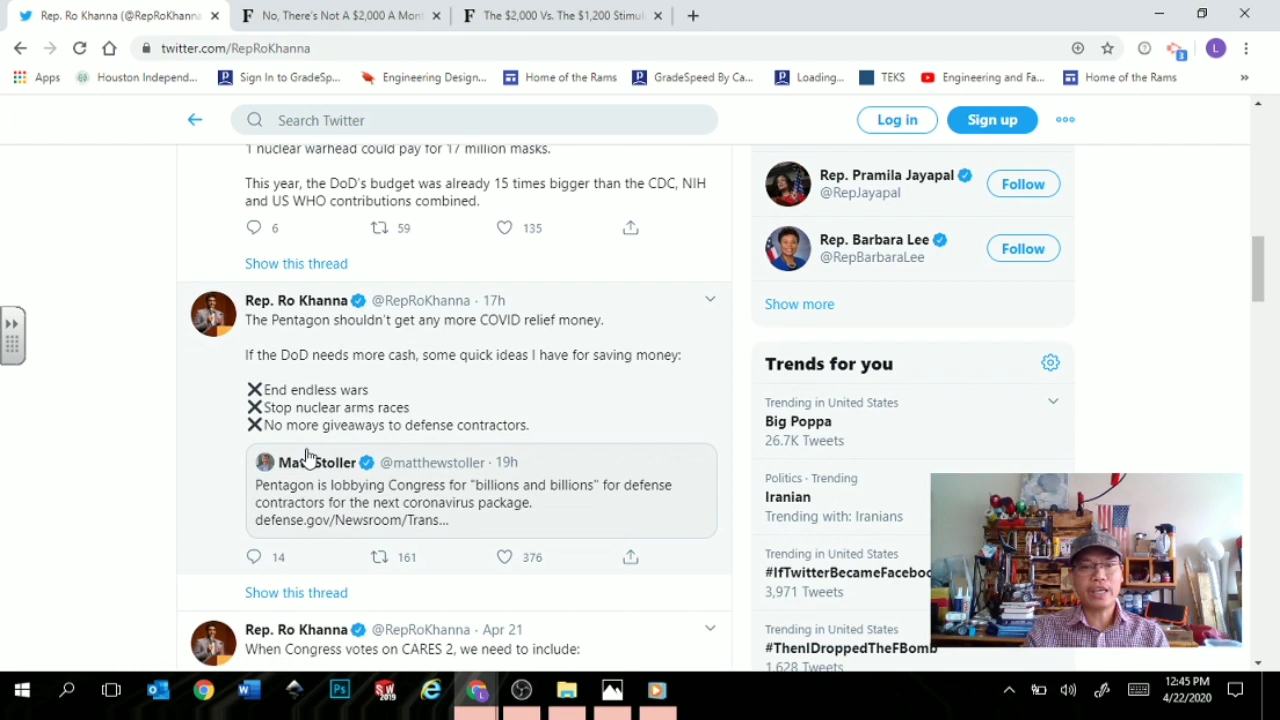 Rep. Ro Khanna (@RepRoKhanna
No, There's Not A $2,000 A Mon
The $2,000 Vs. The $1,200 Stimul
twitter.com/RepRoKhanna
L
3
Apps
Houston Independ...
Sign In to GradeSp...
Engineering Design...
Home of the Rams
GradeSpeed By Ca...
Loading...
TEKS
Engineering and Fa...
Home of the Rams
»
Search Twitter
Log in
Sign up
1 nuclear warhead could pay for 17 million masks.
This year, the DoD's budget was already 15 times bigger than the CDC, NIH
and US WHO contributions combined.
6 59 135
Show this thread
Rep. Ro Khanna @RepRoKhanna · 17h
The Pentagon shouldn't get any more COVID relief money.
If the DoD needs more cash, some quick ideas I have for saving money:
❌End endless wars
❌Stop nuclear arms races
❌No more giveaways to defense contractors.
Matt Stoller @matthewstoller · 19h
Pentagon is lobbying Congress for "billions and billions" for defense
contractors for the next coronavirus package.
defense.gov/Newsroom/Trans...
14 161 376
Show this thread
Rep. Ro Khanna @RepRoKhanna · Apr 21
When Congress votes on CARES 2, we need to include:
Rep. Pramila Jayapal
@RepJayapal
Follow
Rep. Barbara Lee
@RepBarbaraLee
Follow
Show more
Trends for you
Trending in United States
Big Poppa
26.7K Tweets
Politics · Trending
Iranian
Trending with: Iranians
Trending in United States
#IfTwitterBecameFaceboo
3,971 Tweets
Trending in United States
#ThenIDroppedTheFBomb
1,628 Tweets
12:45 PM
4/22/2020